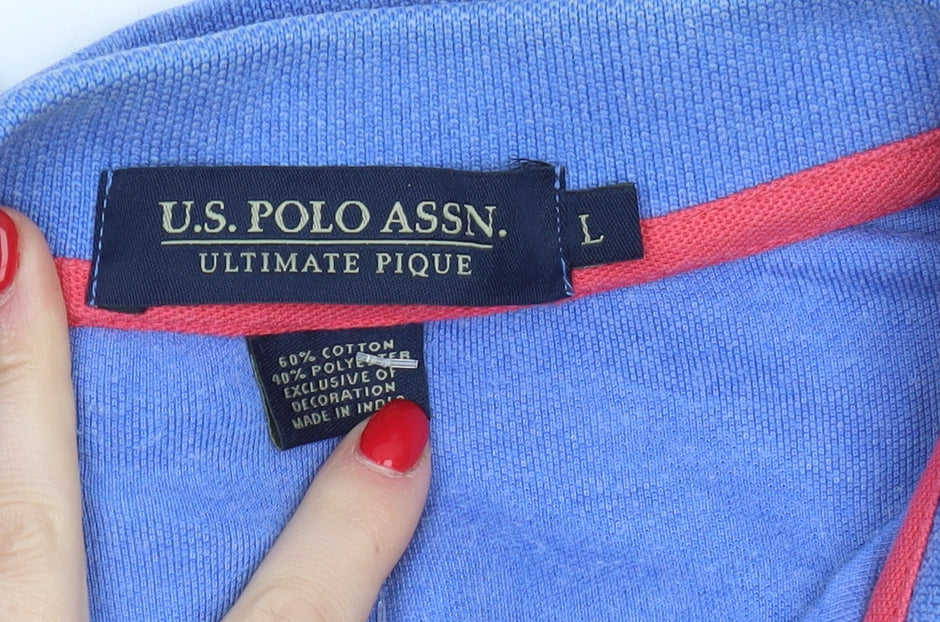 U.S. POLO ASSN.
ULTIMATE PIQUE
L
60% COTTON
40% POLYESTER
EXCLUSIVE OF
DECORATION
MADE IN INDIA